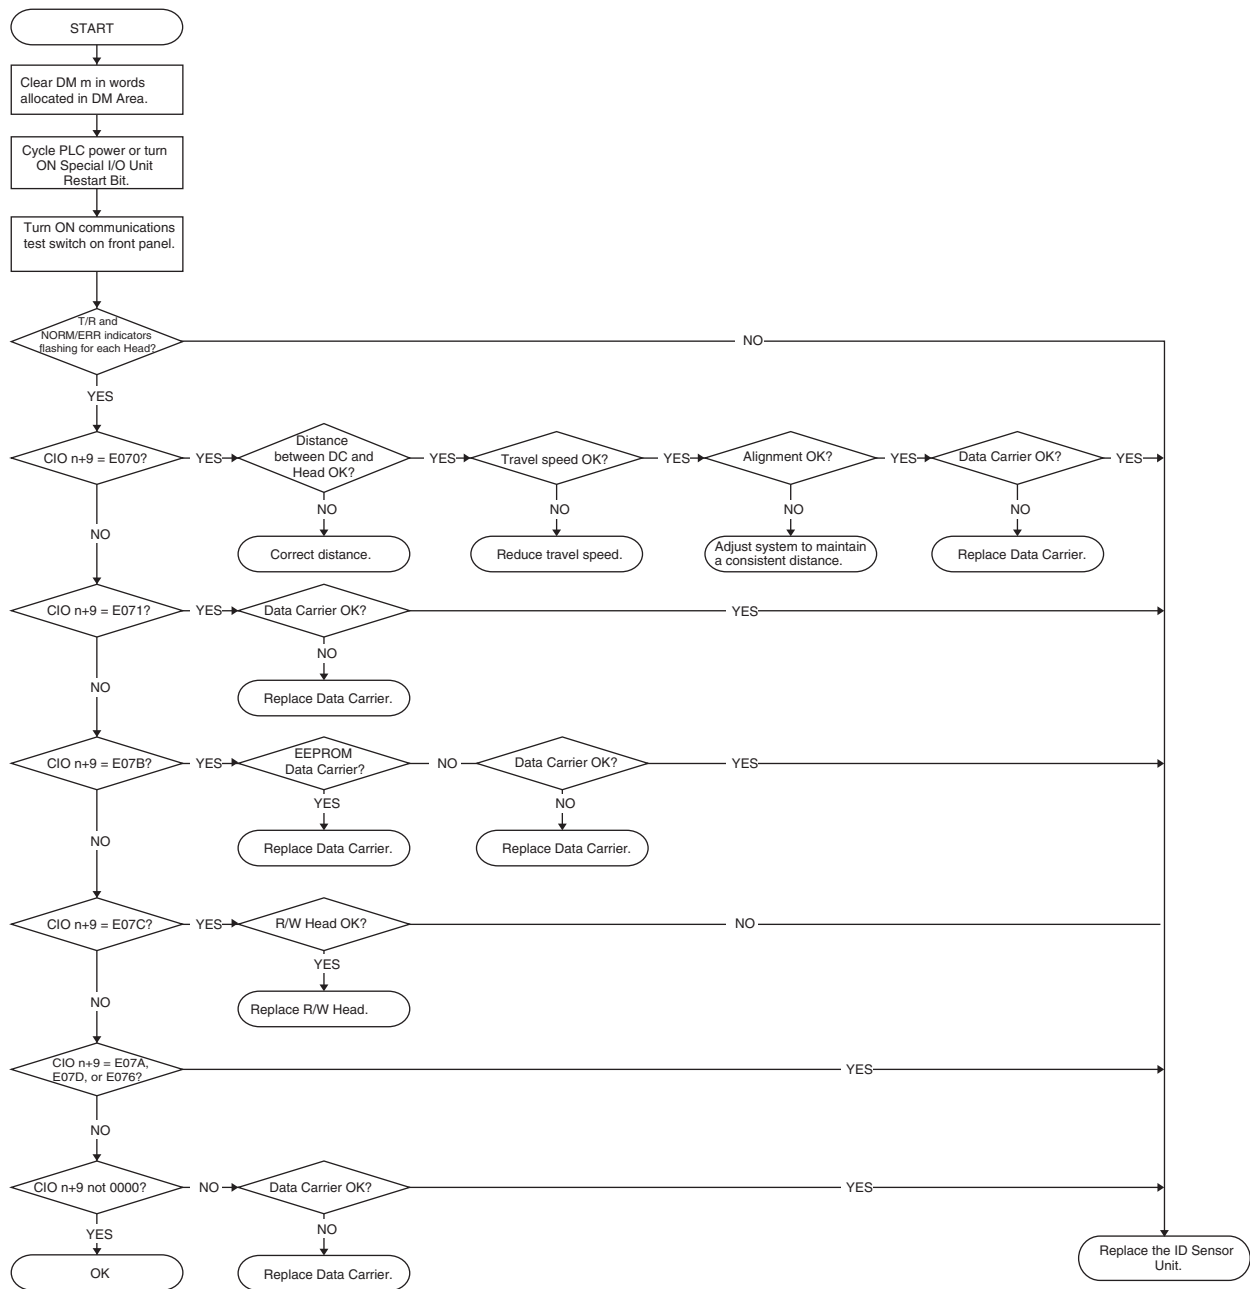 START
Clear DM m in words
allocated in DM Area.
Cycle PLC power or turn
ON Special I/O Unit
Restart Bit.
Turn ON communications
test switch on front panel.
T/R and
NORM/ERR indicators
flashing for each Head?
NO
YES
CIO n+9 = E070?
YES
Distance
between DC and
Head OK?
YES
Travel speed OK?
YES
Alignment OK?
YES
Data Carrier OK?
YES
NO
NO
NO
NO
NO
Correct distance.
Reduce travel speed.
Adjust system to maintain
a consistent distance.
Replace Data Carrier.
CIO n+9 = E071?
YES
Data Carrier OK?
YES
NO
NO
Replace Data Carrier.
CIO n+9 = E07B?
YES
EEPROM
Data Carrier?
NO
Data Carrier OK?
YES
YES
NO
NO
Replace Data Carrier.
Replace Data Carrier.
CIO n+9 = E07C?
YES
R/W Head OK?
NO
YES
NO
Replace R/W Head.
CIO n+9 = E07A,
E07D, or E076?
YES
NO
CIO n+9 not 0000?
NO
Data Carrier OK?
YES
YES
NO
OK
Replace Data Carrier.
Replace the ID Sensor
Unit.